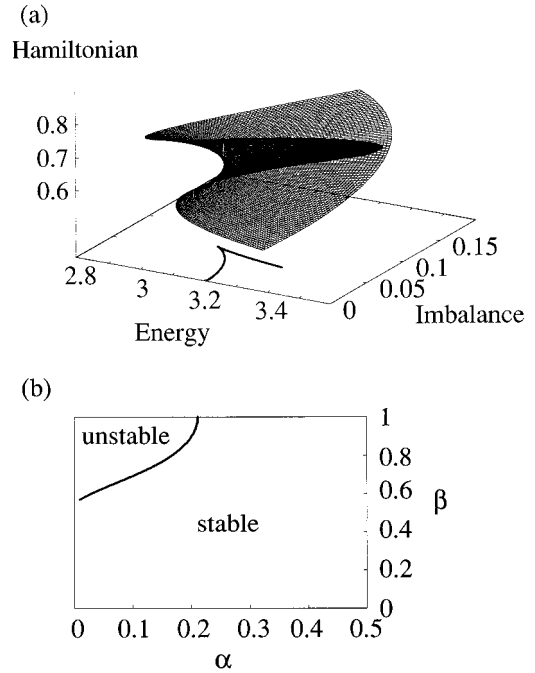 (a)
Hamiltonian
0.8
0.7
0.6
2.8
3
3.2
3.4
Energy
0
0.05
0.1
0.15
Imbalance
(b)
unstable
stable
1
0.8
0.6
0.4
0.2
0
β
0 0.1 0.2 0.3 0.4 0.5
α